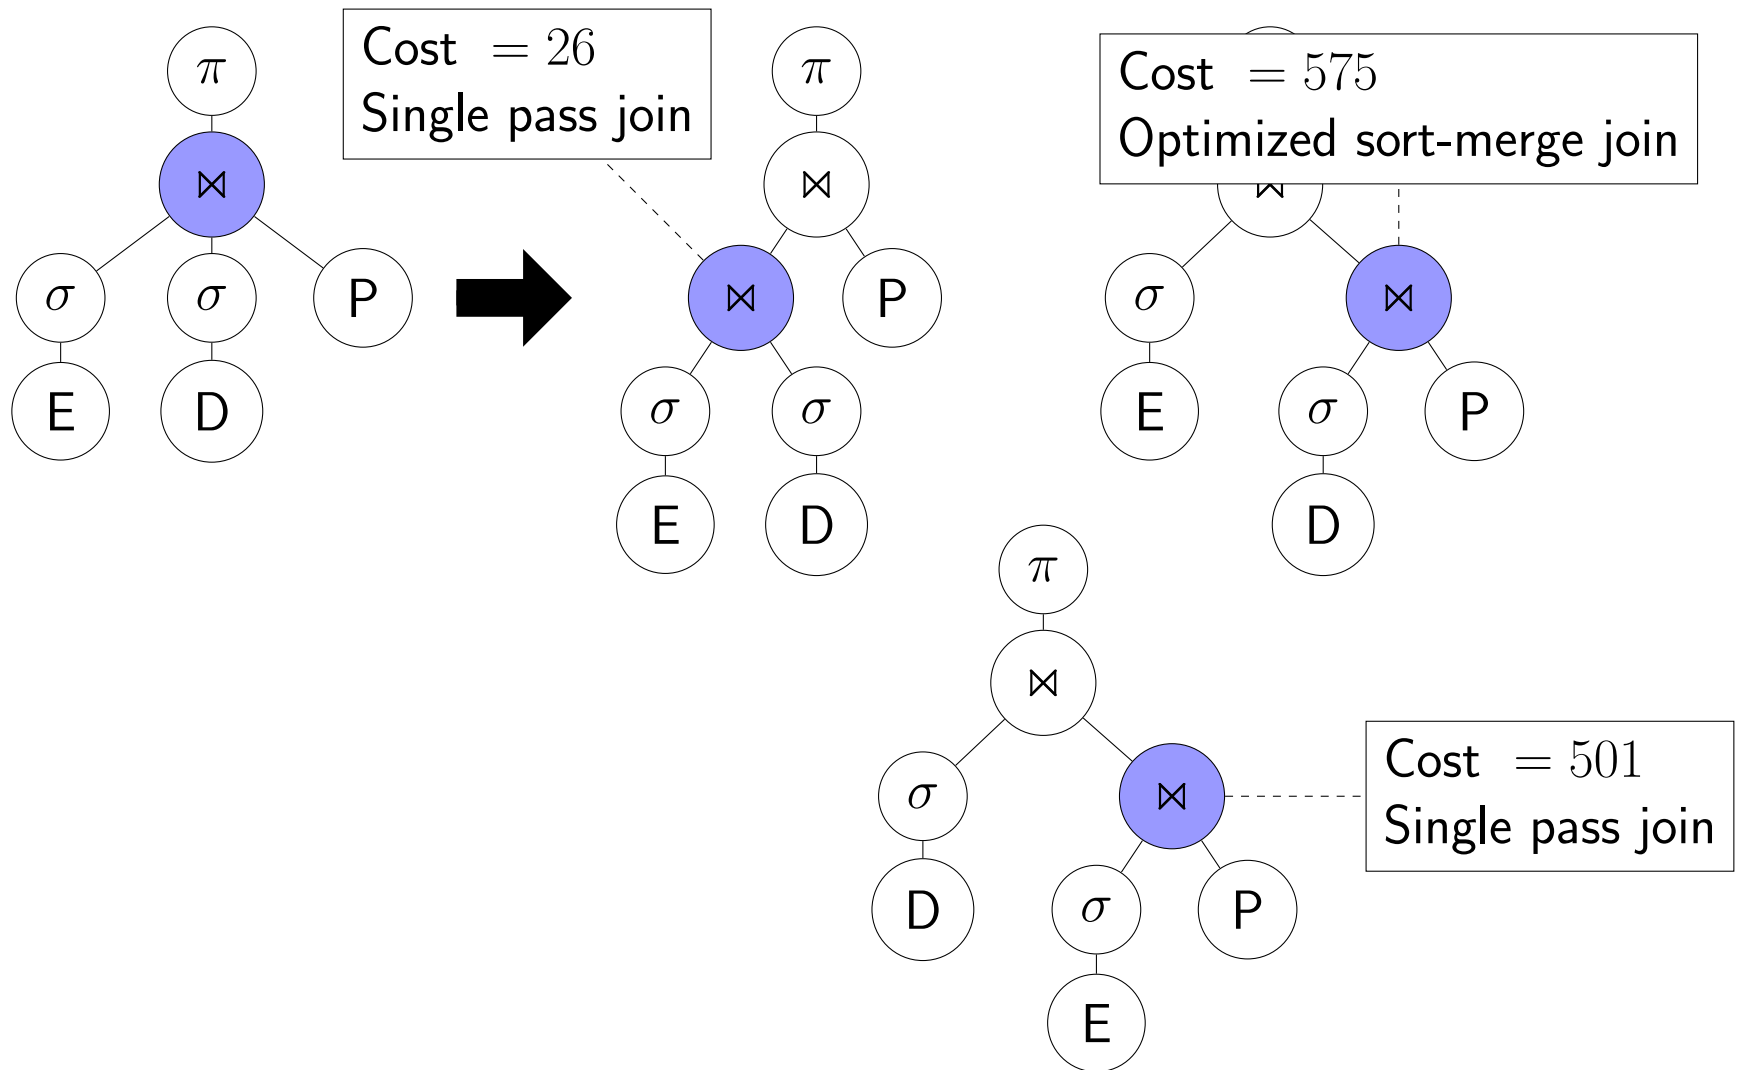 π
⋈
σ
σ
P
E
D
Cost = 26
Single pass join
π
⋈
⋈
P
σ
σ
E
D
Cost = 575
Optimized sort-merge join
⋈
σ
⋈
E
σ
P
D
π
⋈
σ
⋈
D
σ
P
E
Cost = 501
Single pass join